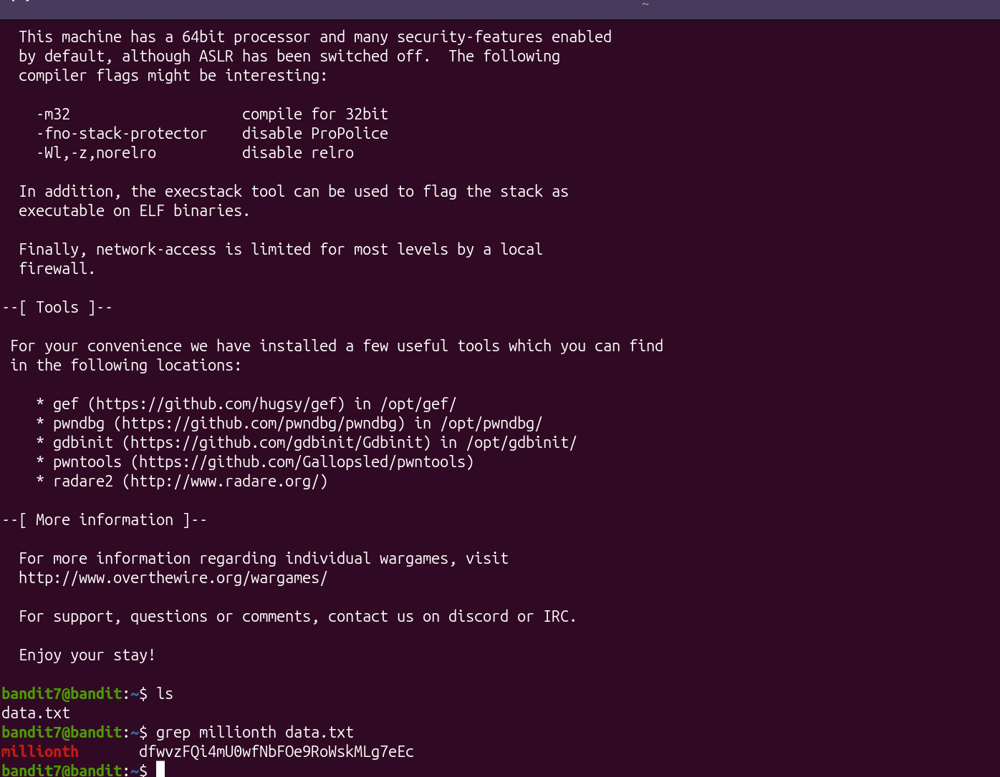 ~
This machine has a 64bit processor and many security-features enabled
by default, although ASLR has been switched off.  The following
compiler flags might be interesting:
-m32                    compile for 32bit
-fno-stack-protector    disable ProPolice
-Wl,-z,norelro          disable relro
In addition, the execstack tool can be used to flag the stack as
executable on ELF binaries.
Finally, network-access is limited for most levels by a local
firewall.
--[ Tools ]--
For your convenience we have installed a few useful tools which you can find
in the following locations:
* gef (https://github.com/hugsy/gef) in /opt/gef/
* pwndbg (https://github.com/pwndbg/pwndbg) in /opt/pwndbg/
* gdbinit (https://github.com/gdbinit/Gdbinit) in /opt/gdbinit/
* pwntools (https://github.com/Gallopsled/pwntools)
* radare2 (http://www.radare.org/)
--[ More information ]--
For more information regarding individual wargames, visit
http://www.overthewire.org/wargames/
For support, questions or comments, contact us on discord or IRC.
Enjoy your stay!
bandit7@bandit:~$ ls
data.txt
bandit7@bandit:~$ grep millionth data.txt
millionth       dfwvzFQi4mU0wfNbFOe9RoWskMLg7eEc
bandit7@bandit:~$